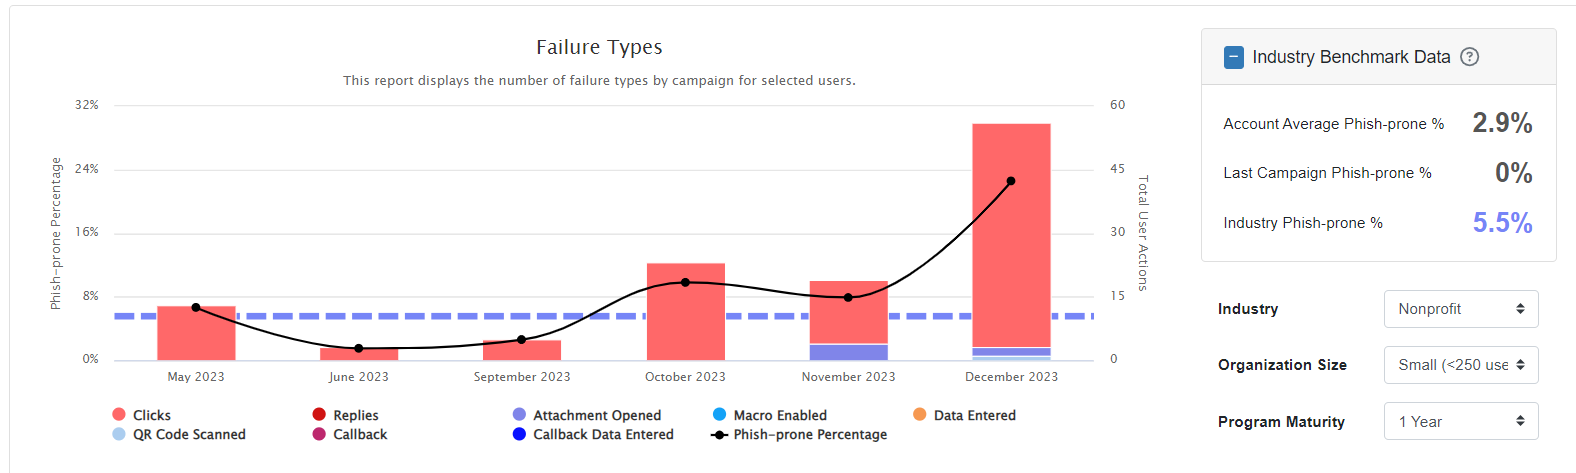 Failure Types
This report displays the number of failure types by campaign for selected users.
32%
24%
16%
8%
0%
Phish-prone Percentage
60
45
30
15
0
Total User Actions
May 2023
June 2023
September 2023
October 2023
November 2023
December 2023
Clicks
Replies
Attachment Opened
Macro Enabled
Data Entered
QR Code Scanned
Callback
Callback Data Entered
Phish-prone Percentage
Industry Benchmark Data ?
Account Average Phish-prone % 2.9%
Last Campaign Phish-prone % 0%
Industry Phish-prone % 5.5%
Industry Nonprofit
Organization Size Small (<250 use
Program Maturity 1 Year